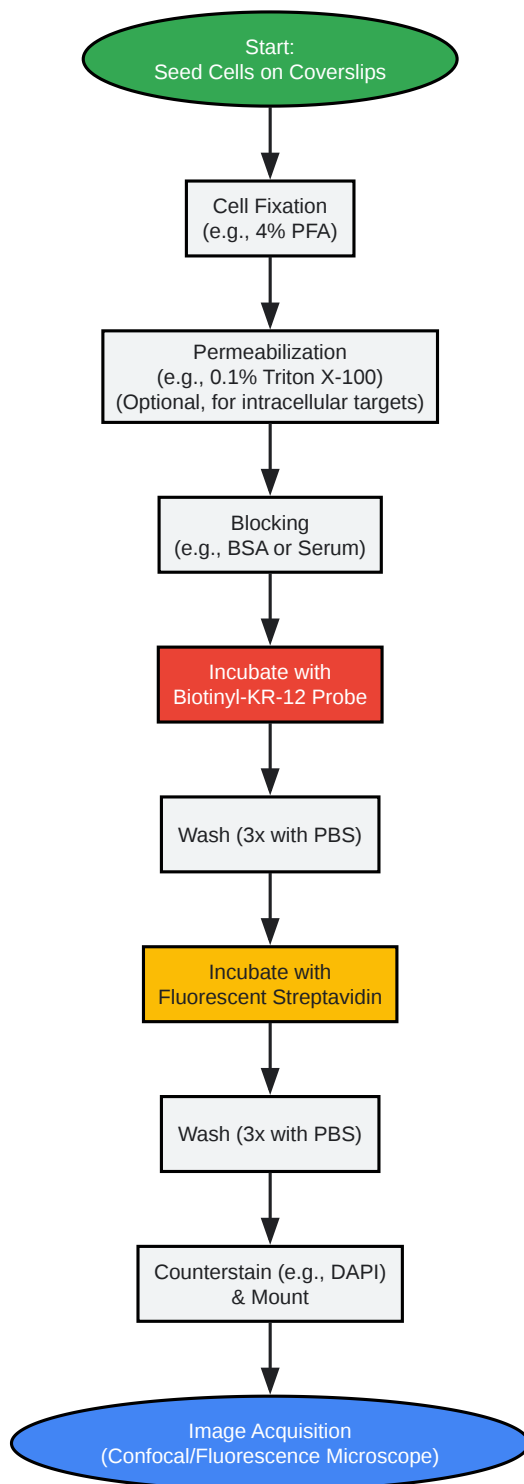 Start:
Seed Cells on Coverslips
Cell Fixation
(e.g., 4% PFA)
Permeabilization
(e.g., 0.1% Triton X-100)
(Optional, for intracellular targets)
Blocking
(e.g., BSA or Serum)
Incubate with
Biotinyl-KR-12 Probe
Wash (3x with PBS)
Incubate with
Fluorescent Streptavidin
Wash (3x with PBS)
Counterstain (e.g., DAPI)
& Mount
Image Acquisition
(Confocal/Fluorescence Microscope)